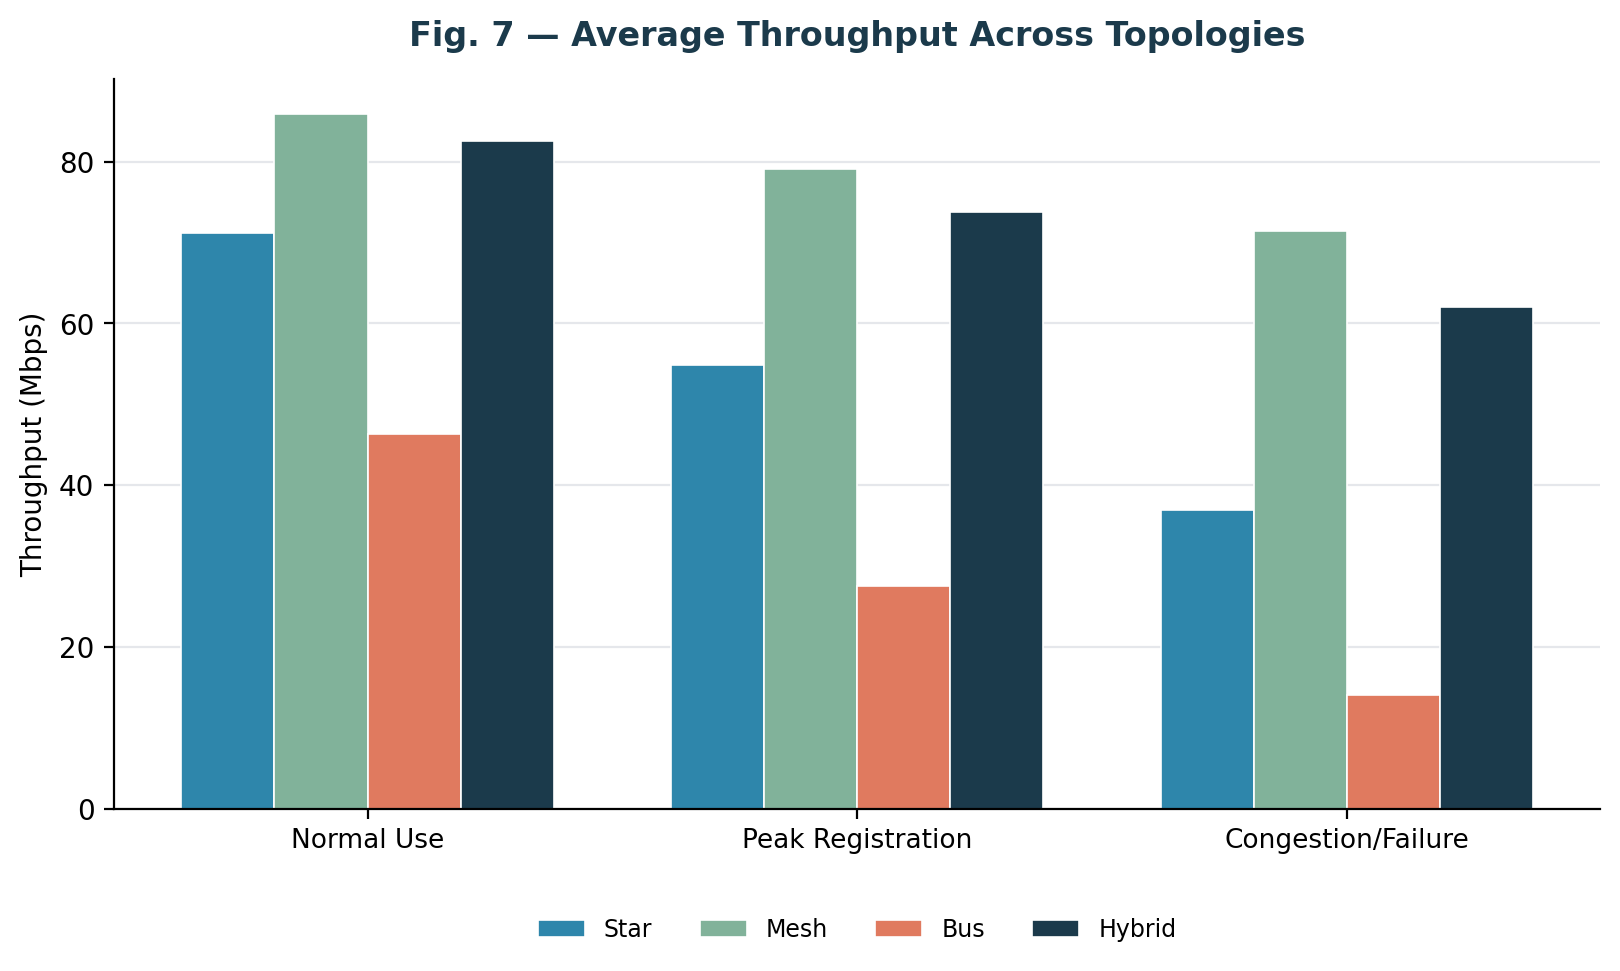 Fig. 7 — Average Throughput Across Topologies
Throughput (Mbps)
80
60
40
20
0
Normal Use
Peak Registration
Congestion/Failure
Star
Mesh
Bus
Hybrid